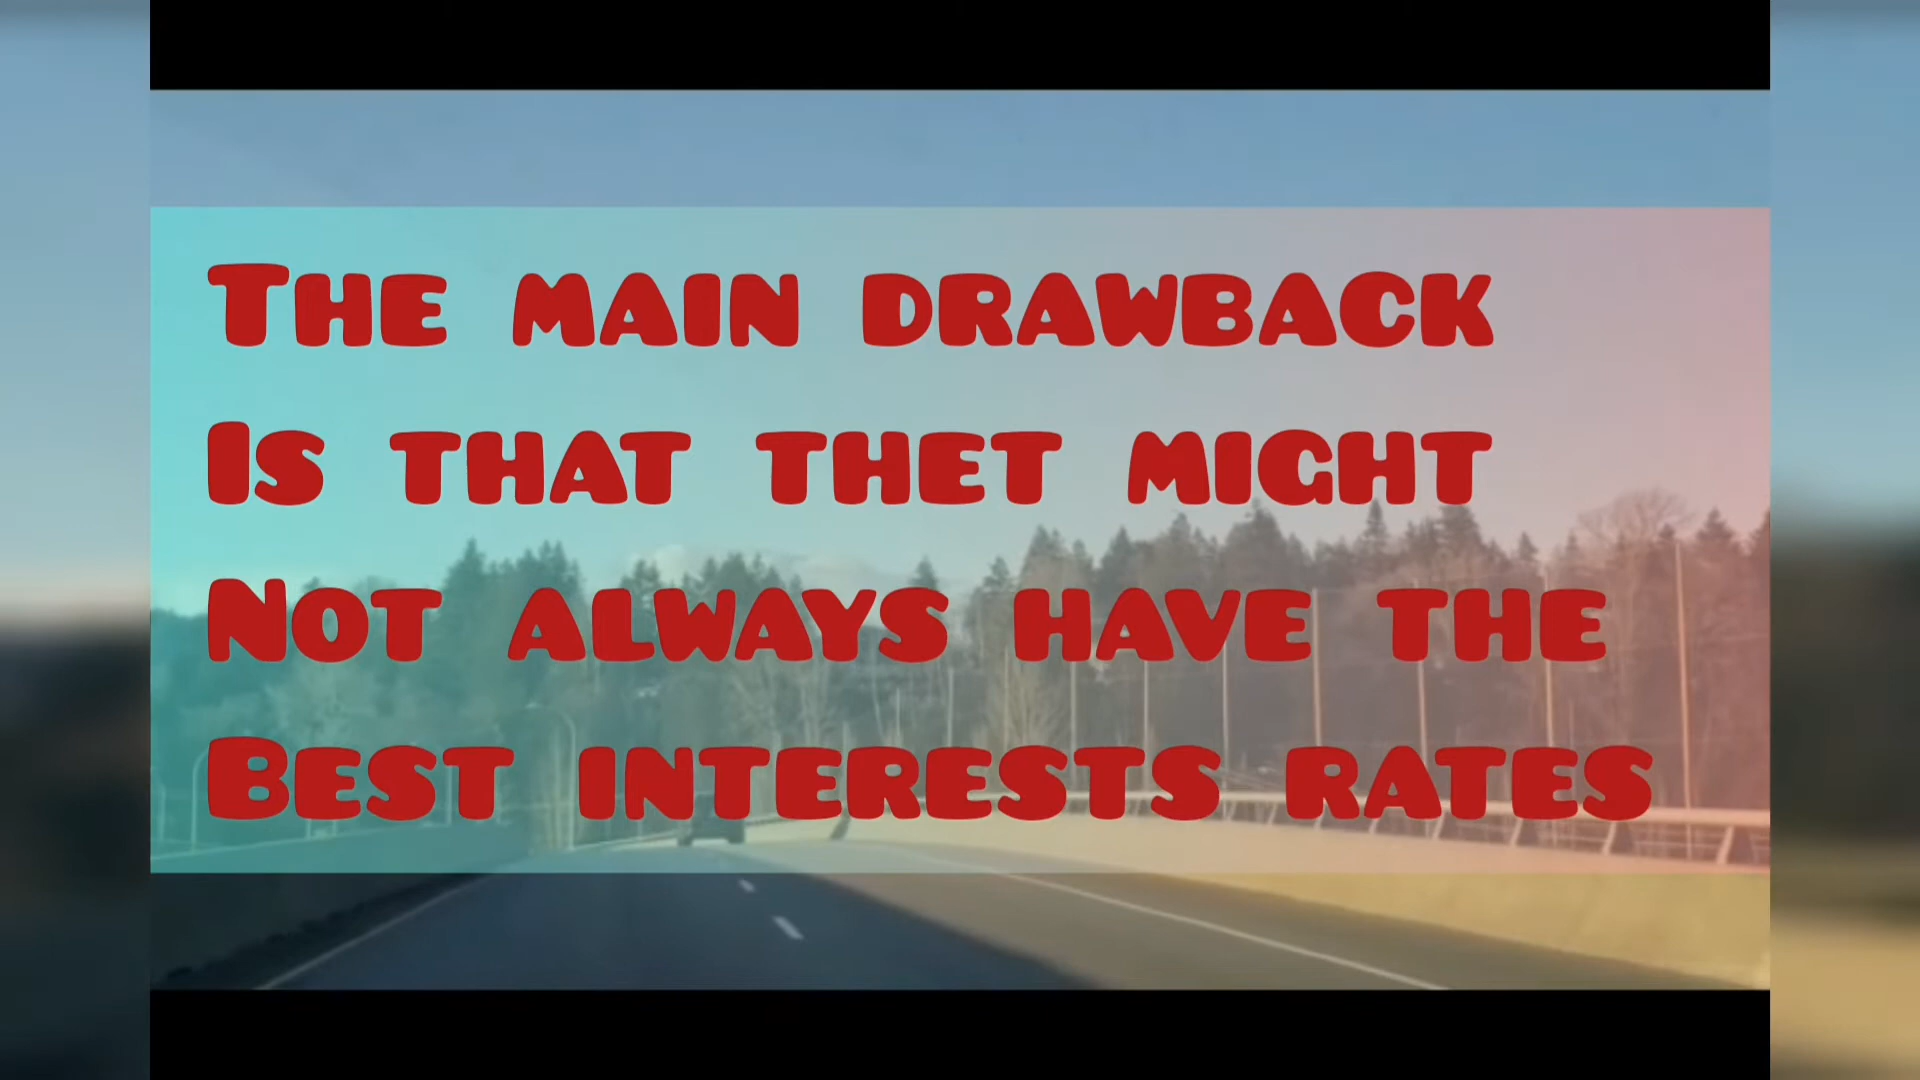 The main drawback
Is that thet might
Not always have the
Best interests rates